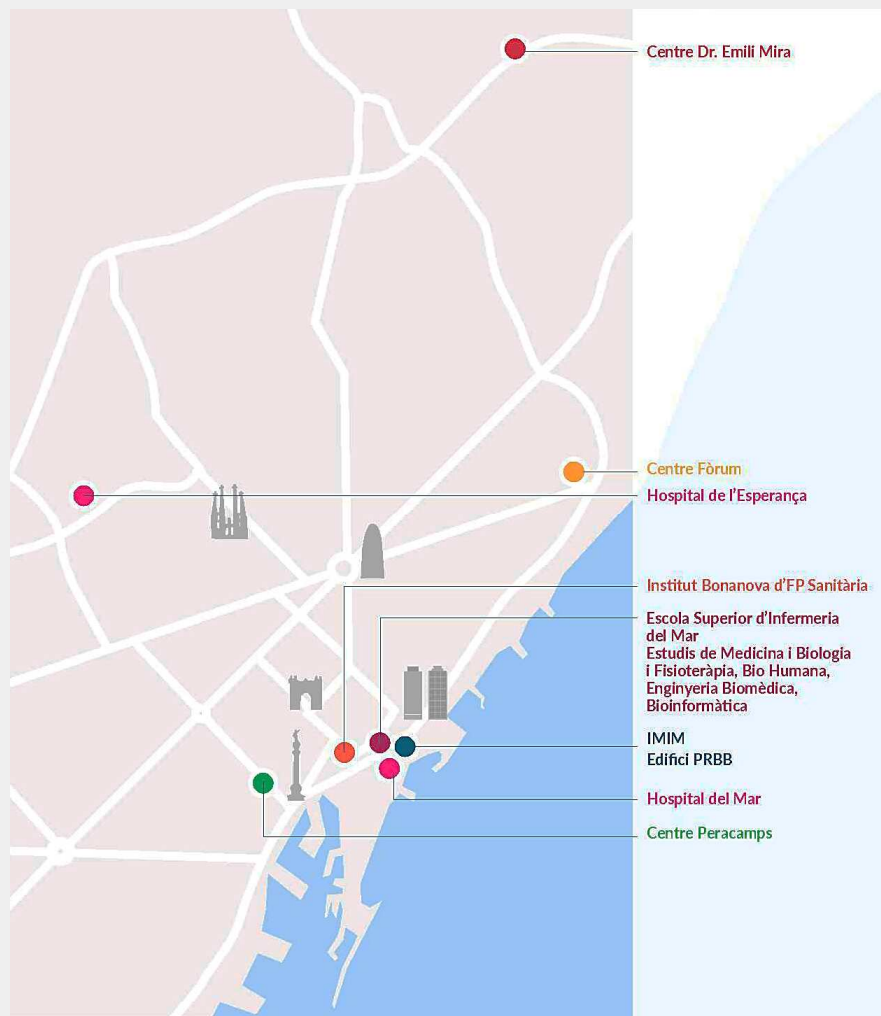 Centre Dr. Emili Mira
Centre Fòrum
Hospital de l'Esperança
Institut Bonanova d'FP Sanitària
Escola Superior d'Infermeria
del Mar
Estudis de Medicina i Biologia
i Fisioteràpia, Bio Humana,
Enginyeria Biomèdica,
Bioinformàtica
IMIM
Edifici PRBB
Hospital del Mar
Centre Peracamps